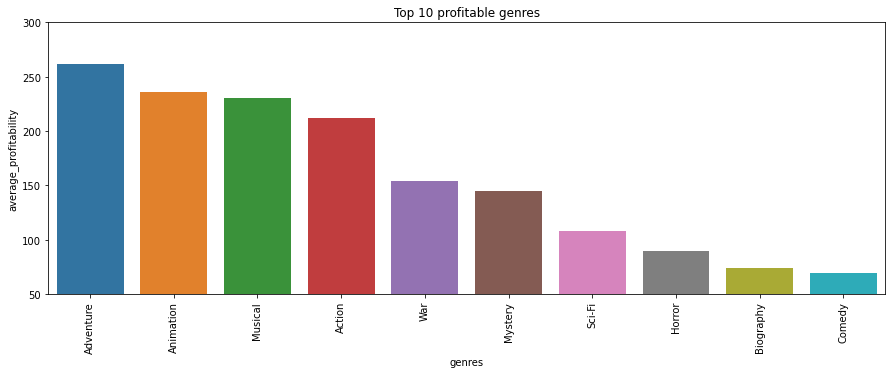 Top 10 profitable genres
300
250
200
150
100
50
average_profitability
Adventure
Animation
Musical
Action
War
Mystery
Sci-Fi
Horror
Biography
Comedy
genres